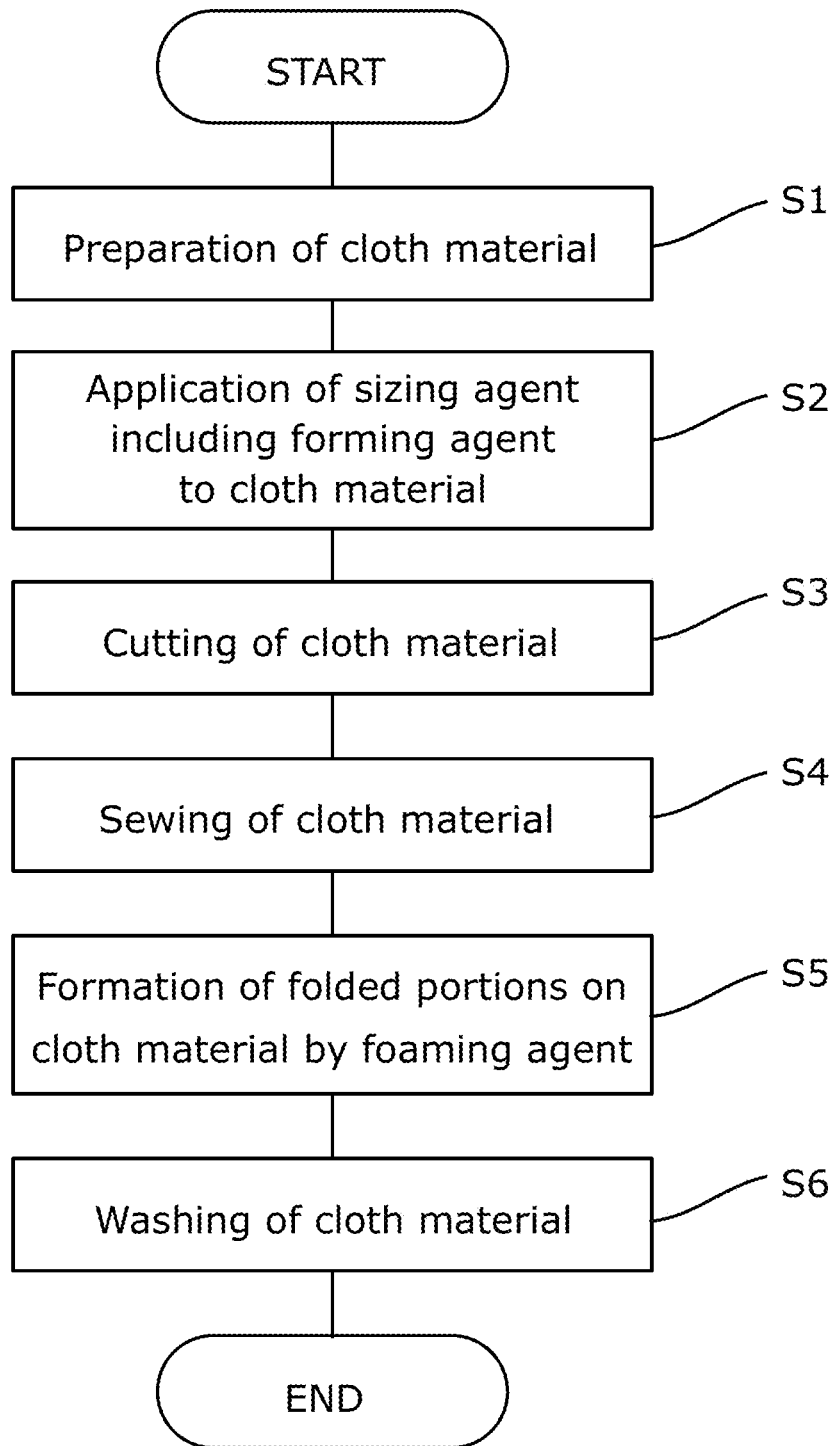 START
S1
Preparation of cloth material
Application of sizing agent
including forming agent
to cloth material
S2
S3
Cutting of cloth material
S4
Sewing of cloth material
S5
Formation of folded portions on
cloth material by foaming agent
S6
Washing of cloth material
END